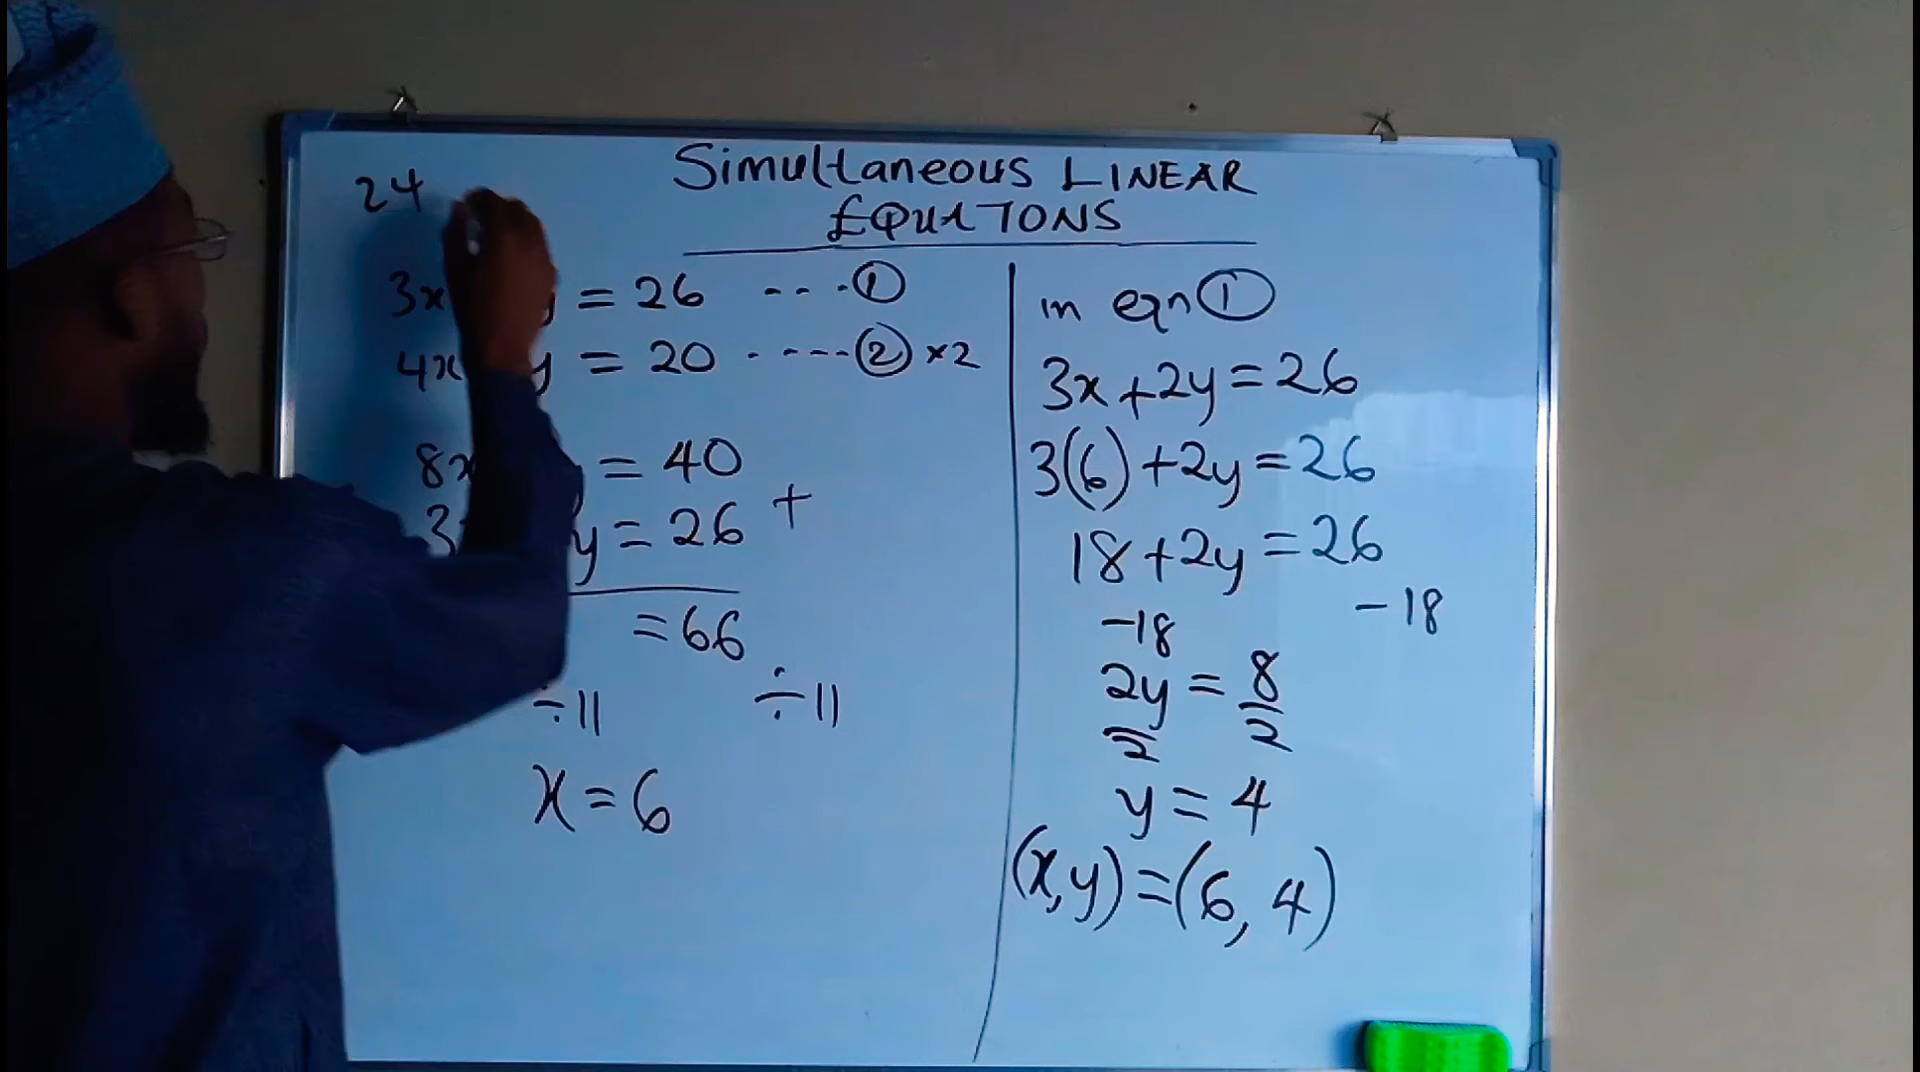 Simultaneous LINEAR
EQUATIONS
24
3x y = 26 ---①
4x y = 20 ----② ×2
8x = 40
3 y = 26 +
= 66
÷11 ÷11
x = 6
in eqn ①
3x+2y=26
3(6)+2y=26
18+2y=26
-18 -18
2y = 8
2 2
y = 4
(x,y)=(6, 4)